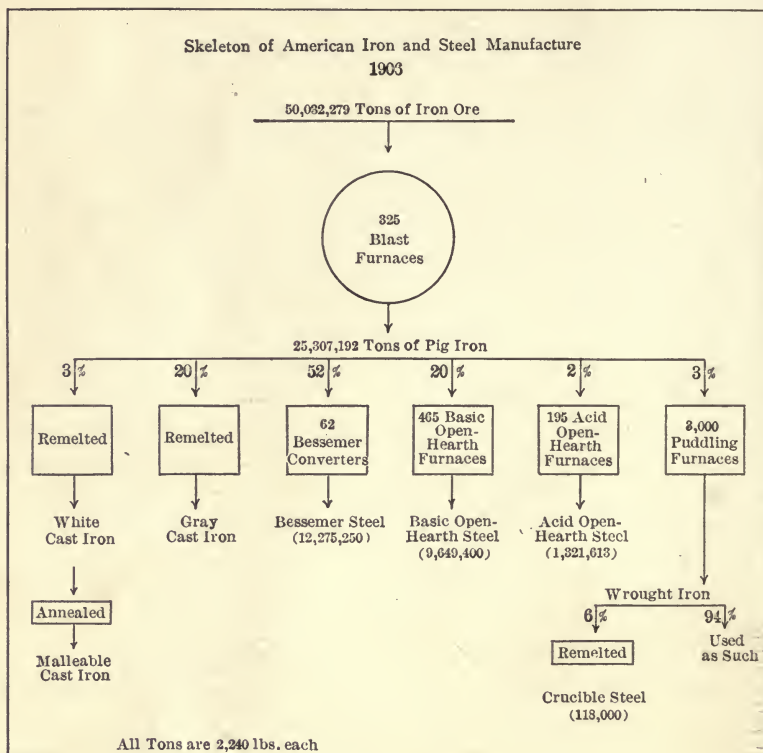 Skeleton of American Iron and Steel Manufacture
1906
50,032,279 Tons of Iron Ore
325
Blast
Furnaces
25,307,192 Tons of Pig Iron
3% 20% 52% 20% 2% 3%
Remelted
Remelted
62
Bessemer
Converters
465 Basic
Open-
Hearth
Furnaces
195 Acid
Open-
Hearth
Furnaces
3,000
Puddling
Furnaces
White
Cast Iron
Gray
Cast Iron
Bessemer Steel
(12,275,250)
Basic Open-
Hearth Steel
(9,649,400)
Acid Open-
Hearth Steel
(1,321,613)
Annealed
Malleable
Cast Iron
Wrought Iron
6% 94%
Remelted
Used
as Such
Crucible Steel
(118,000)
All Tons are 2,240 lbs. each